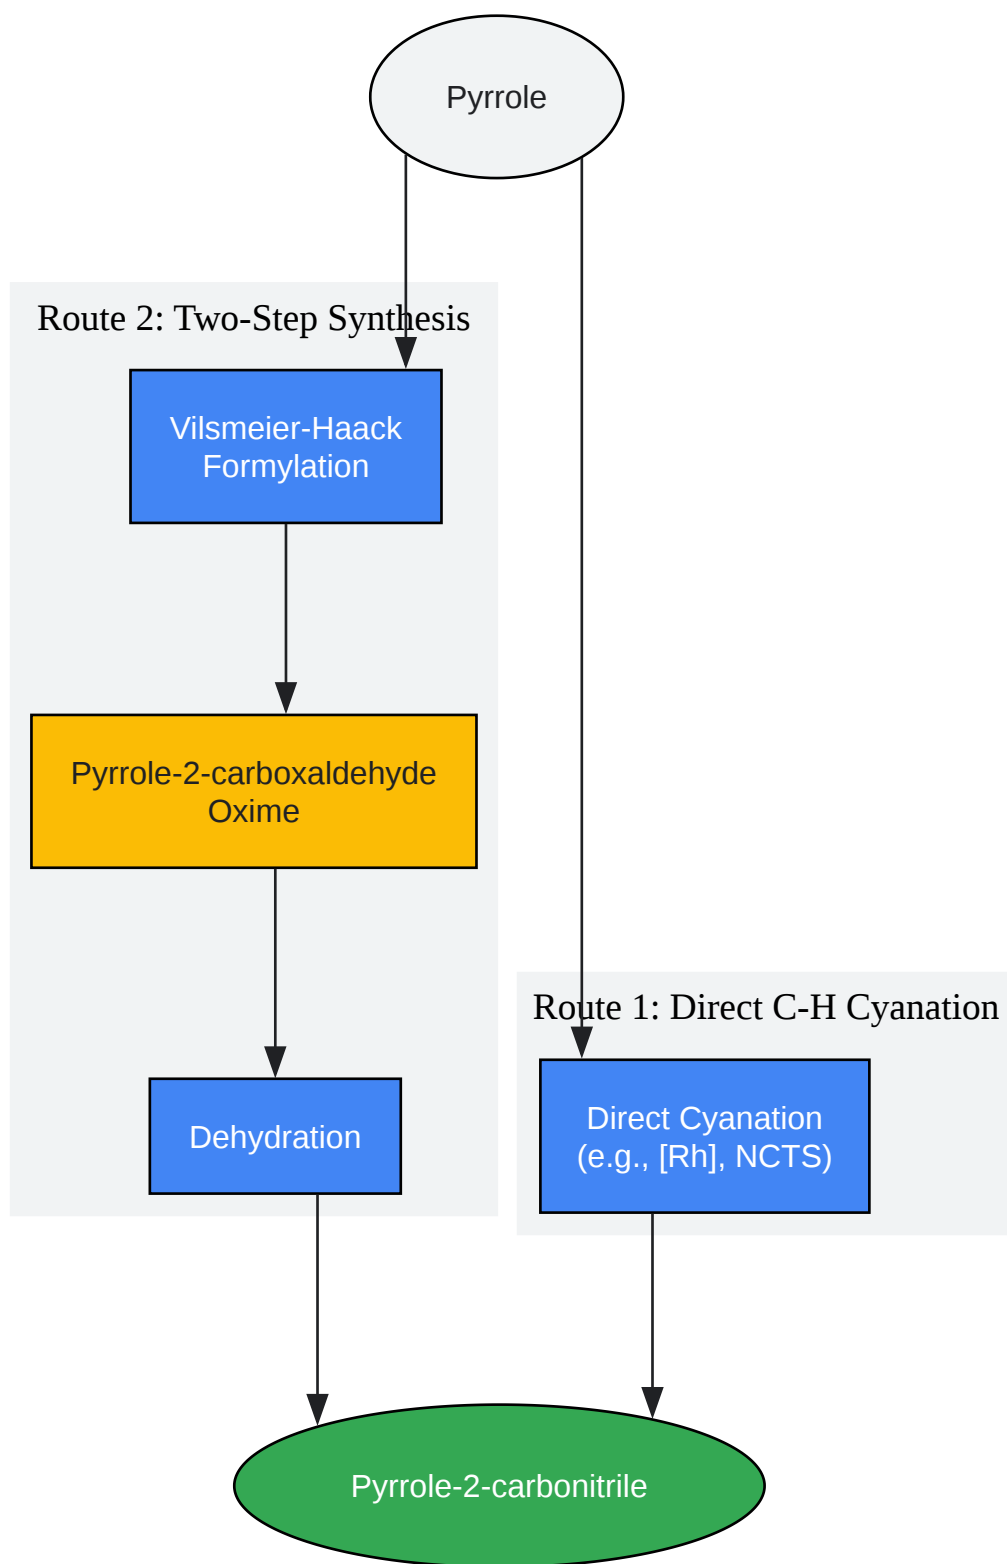 Pyrrole
Route 2: Two-Step Synthesis
Vilsmeier-Haack
Formylation
Pyrrole-2-carboxaldehyde
Oxime
Dehydration
Route 1: Direct C-H Cyanation
Direct Cyanation
(e.g., [Rh], NCTS)
Pyrrole-2-carbonitrile